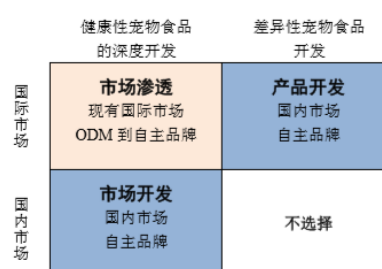 健康性宠物食品
的深度开发
差异性宠物食品
开发
国际市场
市场渗透
现有国际市场
ODM 到自主品牌
产品开发
国内市场
自主品牌
国内市场
市场开发
国内市场
自主品牌
不选择